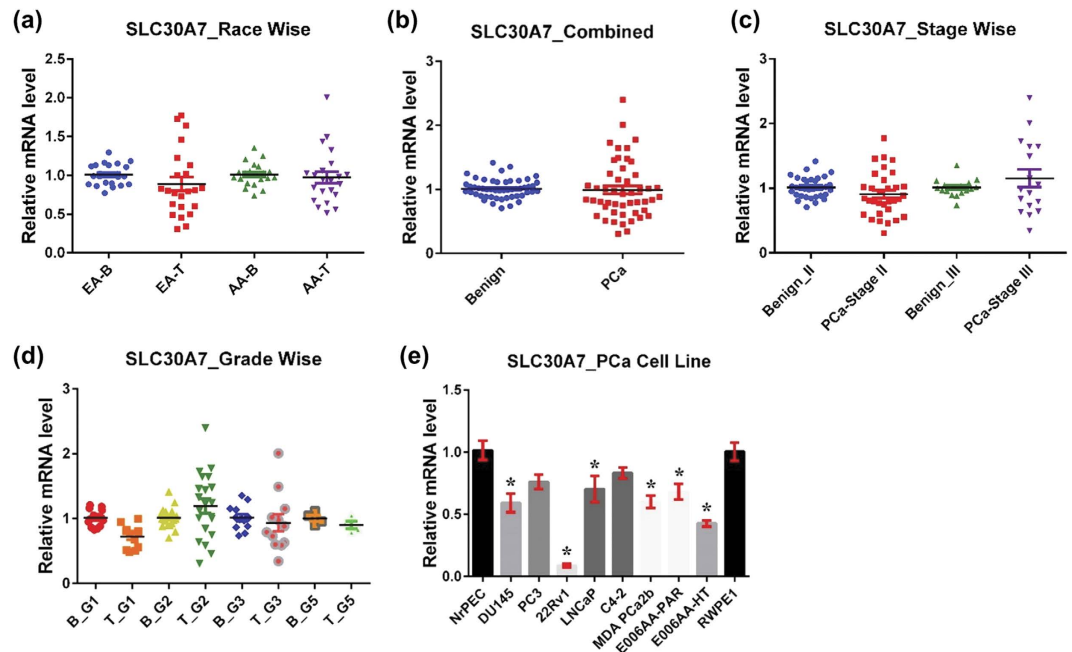 (a)
SLC30A7_Race Wise
Relative mRNA level
2.5
2.0
1.5
1.0
0.5
0.0
EA-B
EA-T
AA-B
AA-T
(b)
SLC30A7_Combined
Relative mRNA level
3
2
1
0
Benign
PCa
(c)
SLC30A7_Stage Wise
Relative mRNA level
3
2
1
0
Benign_II
PCa-Stage II
Benign_III
PCa-Stage III
(d)
SLC30A7_Grade Wise
Relative mRNA level
3
2
1
0
B_G1
T_G1
B_G2
T_G2
B_G3
T_G3
B_G5
T_G5
(e)
SLC30A7_PCa Cell Line
Relative mRNA level
1.5
1.0
0.5
0.0
*
*
*
*
*
*
NrPEC
DU145
PC3
22Rv1
LNCaP
C4-2
MDA PCa2b
E006AA-PAR
E006AA-HT
RWPE1